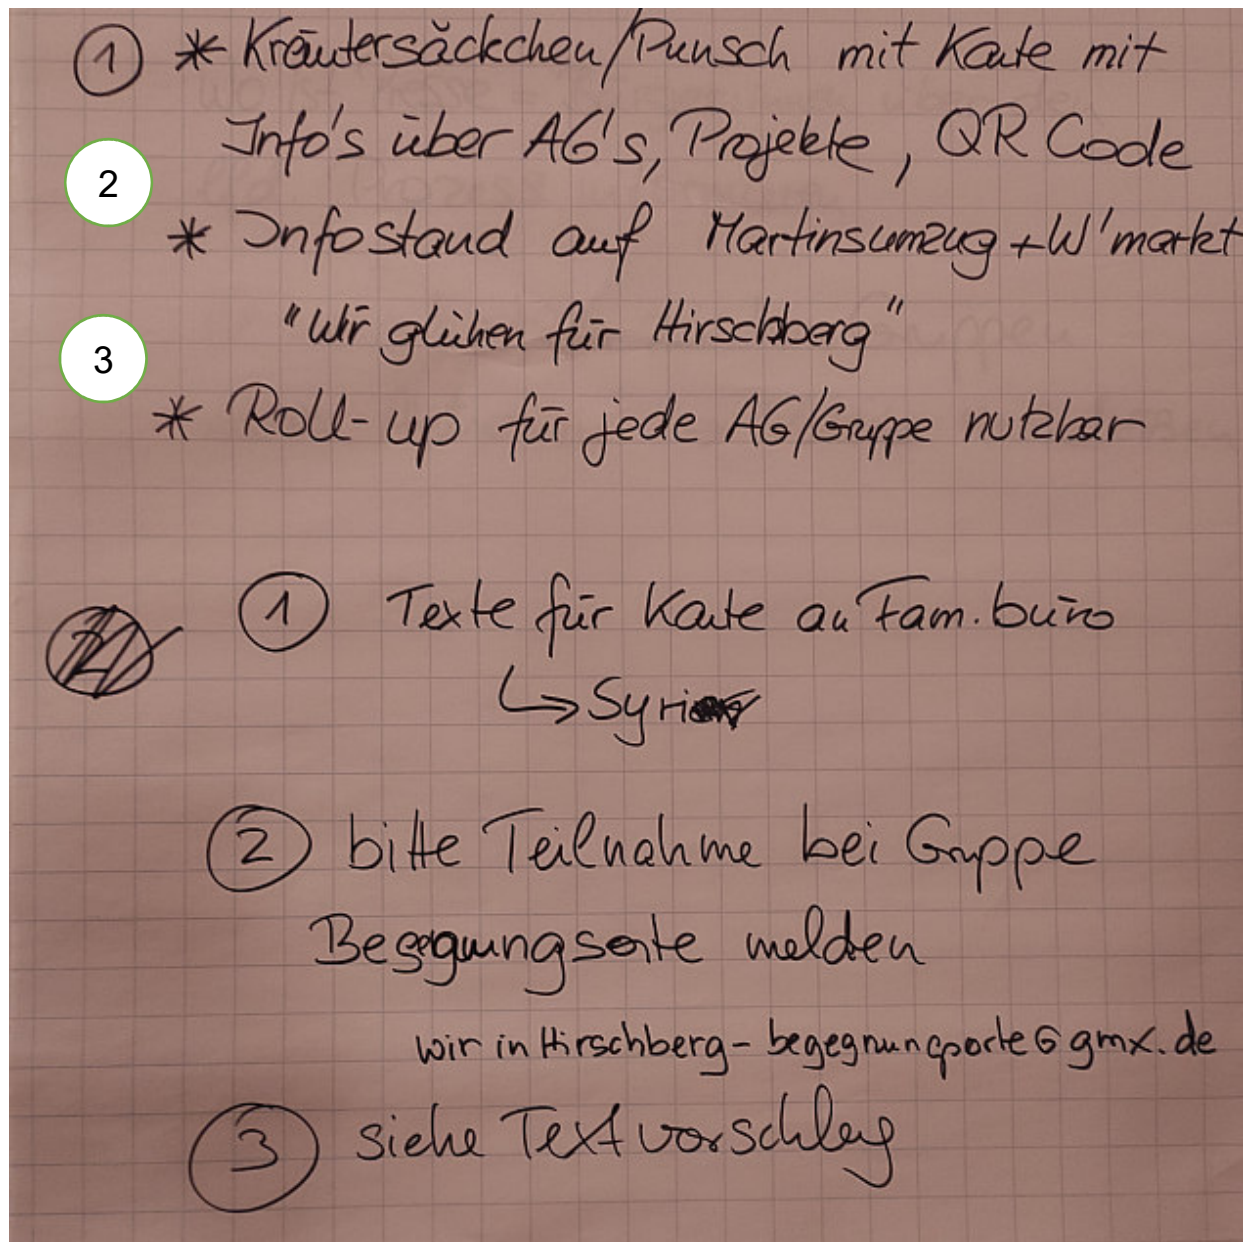 ① * Kräutersäckchen/Punsch mit Karte mit
Info's über AG's, Projekte, QR Code
2
* Infostand auf Martinsumzug + W'markt
"Wir glühen für Hirschberg"
3
* Roll-up für jede AG/Gruppe nutzbar
① Texte für Karte an Fam.büro
↳ Syri
② bitte Teilnahme bei Gruppe
Begegnungsorte melden
wir in Hirschberg - begegnungsorte@gmx.de
③ siehe Textvorschlag